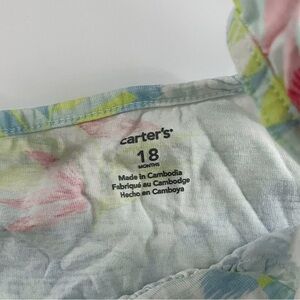 carter's
18
MONTHS
Made in Cambodia
Fabriqué au Cambodge
Hecho en Camboya